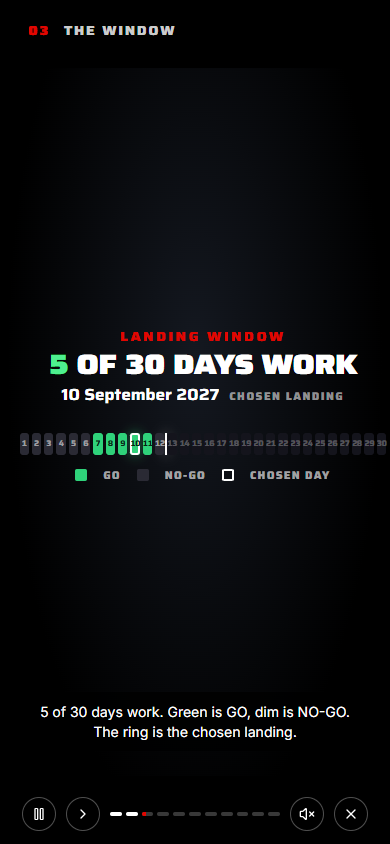 03 THE WINDOW
LANDING WINDOW
5 OF 30 DAYS WORK
10 September 2027 CHOSEN LANDING
1 2 3 4 5 6 7 8 9 10 11 12 13 14 15 16 17 18 19 20 21 22 23 24 25 26 27 28 29 30
GO NO-GO CHOSEN DAY
5 of 30 days work. Green is GO, dim is NO-GO.
The ring is the chosen landing.